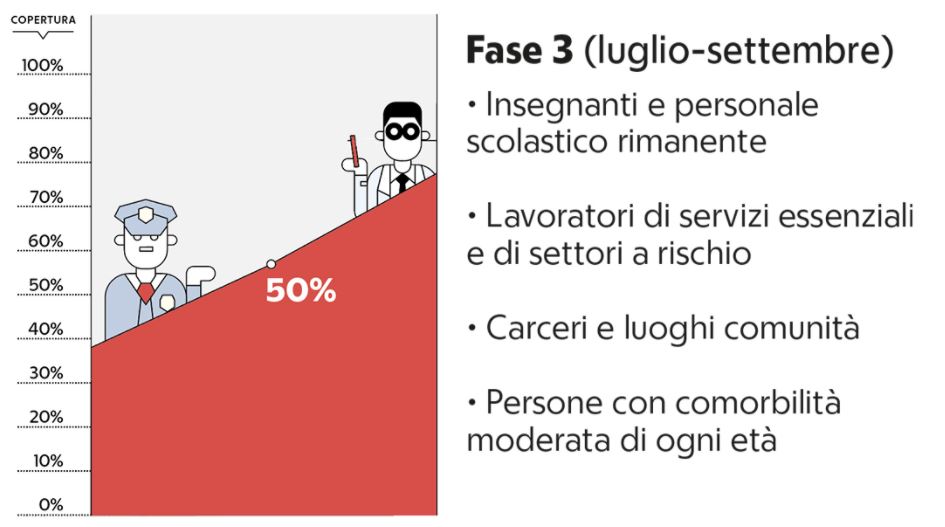 COPERTURA
100%
90%
80%
70%
60%
50%
40%
30%
20%
10%
0%
50%
Fase 3 (luglio-settembre)
• Insegnanti e personale
scolastico rimanente
• Lavoratori di servizi essenziali
e di settori a rischio
• Carceri e luoghi comunità
• Persone con comorbilità
moderata di ogni età